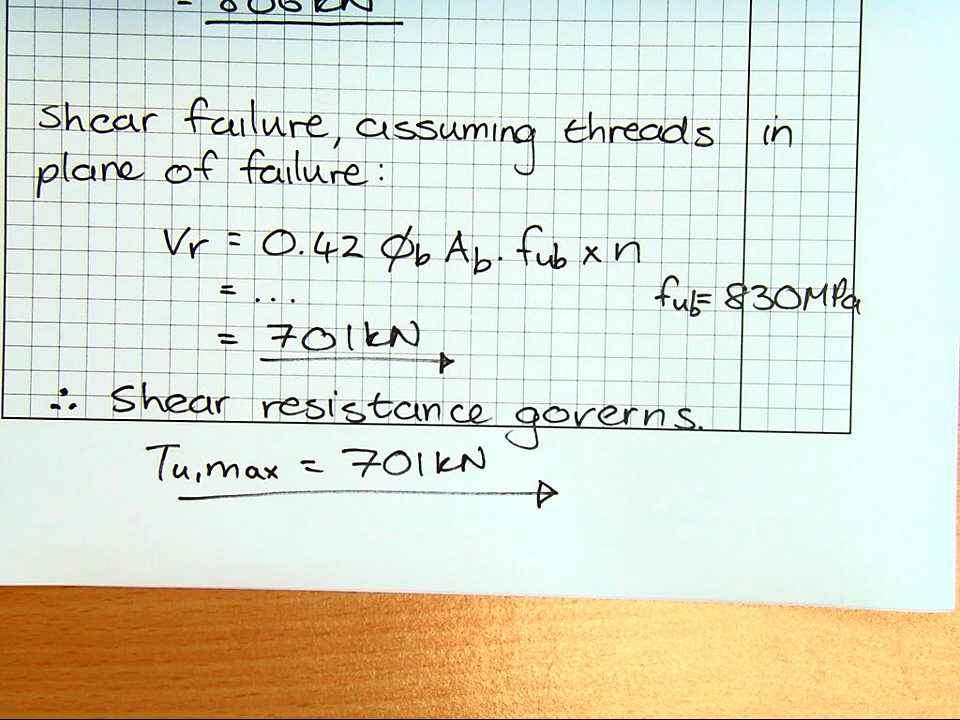 = 806kN
Shear failure, assuming threads in
plane of failure:
Vr = 0.42 ϕb Ab. fub x n
= ...
fub = 830MPa
= 701kN
∴ Shear resistance governs.
Tu,max = 701kN